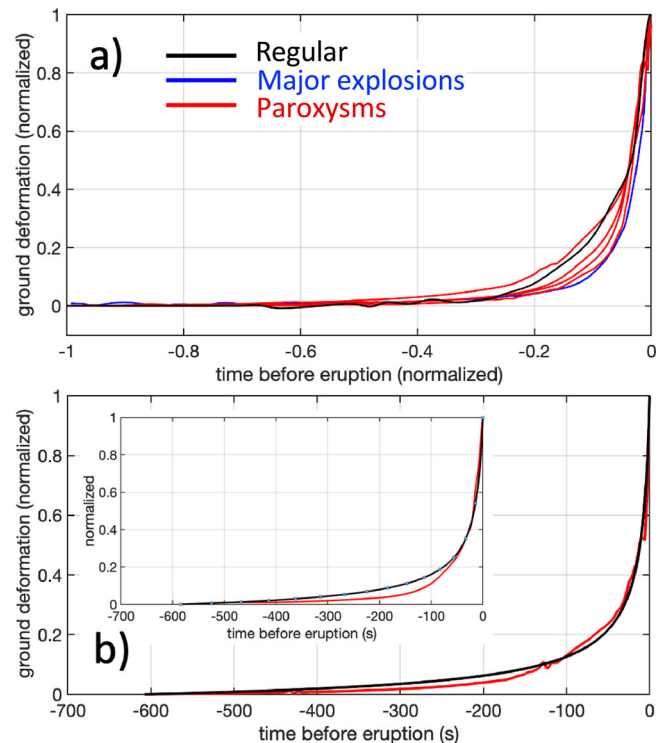 a)
Regular
Major explosions
Paroxysms
ground deformation (normalized)
1
0.8
0.6
0.4
0.2
0
-1 -0.8 -0.6 -0.4 -0.2 0
time before eruption (normalized)
b)
ground deformation (normalized)
1
0.8
0.6
0.4
0.2
0
normalized
1
0.8
0.6
0.4
0.2
0
-700 -600 -500 -400 -300 -200 -100 0
time before eruption (s)
-700 -600 -500 -400 -300 -200 -100 0
time before eruption (s)